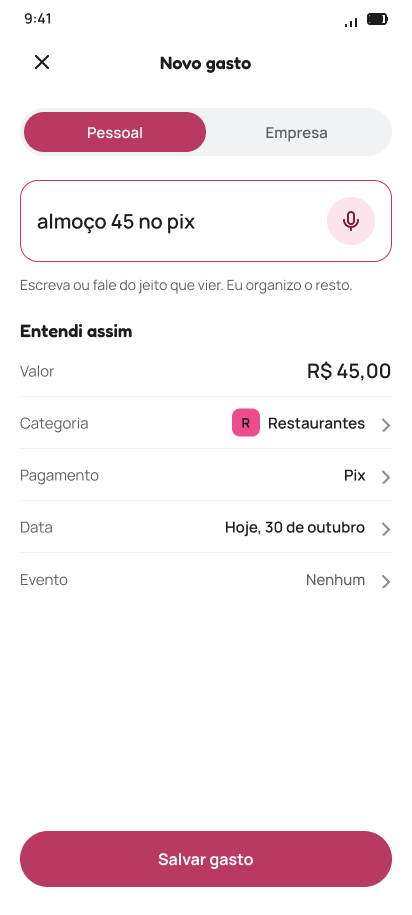 9:41
Novo gasto
Pessoal
Empresa
almoço 45 no pix
Escreva ou fale do jeito que vier. Eu organizo o resto.
Entendi assim
Valor R$ 45,00
Categoria R Restaurantes
Pagamento Pix
Data Hoje, 30 de outubro
Evento Nenhum
Salvar gasto